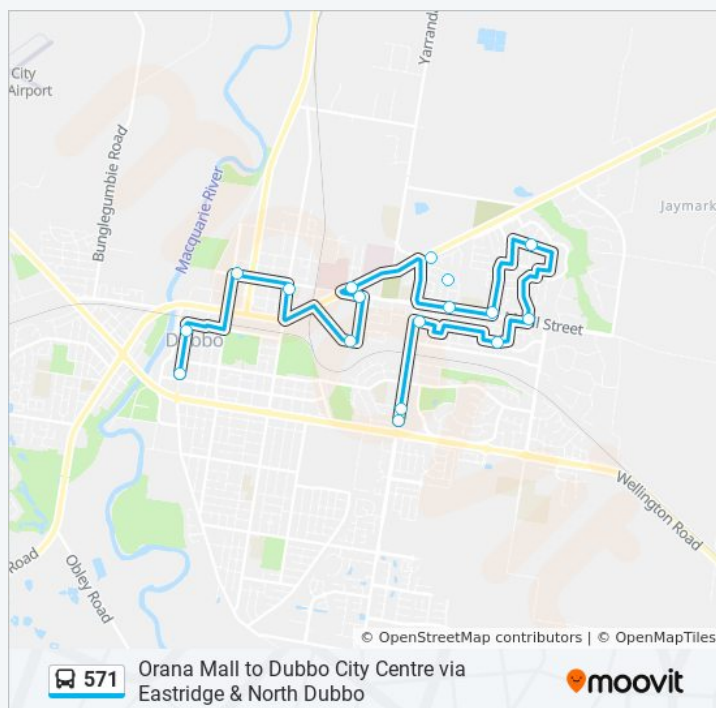 City
Airport
Bunglegumbie Road
Macquarie River
Yarranda
Jaymark
ll Street
Dubbo
Wellington Road
Road
Obley Road
© OpenStreetMap contributors | © OpenMapTiles
571
Orana Mall to Dubbo City Centre via
Eastridge & North Dubbo
moovit